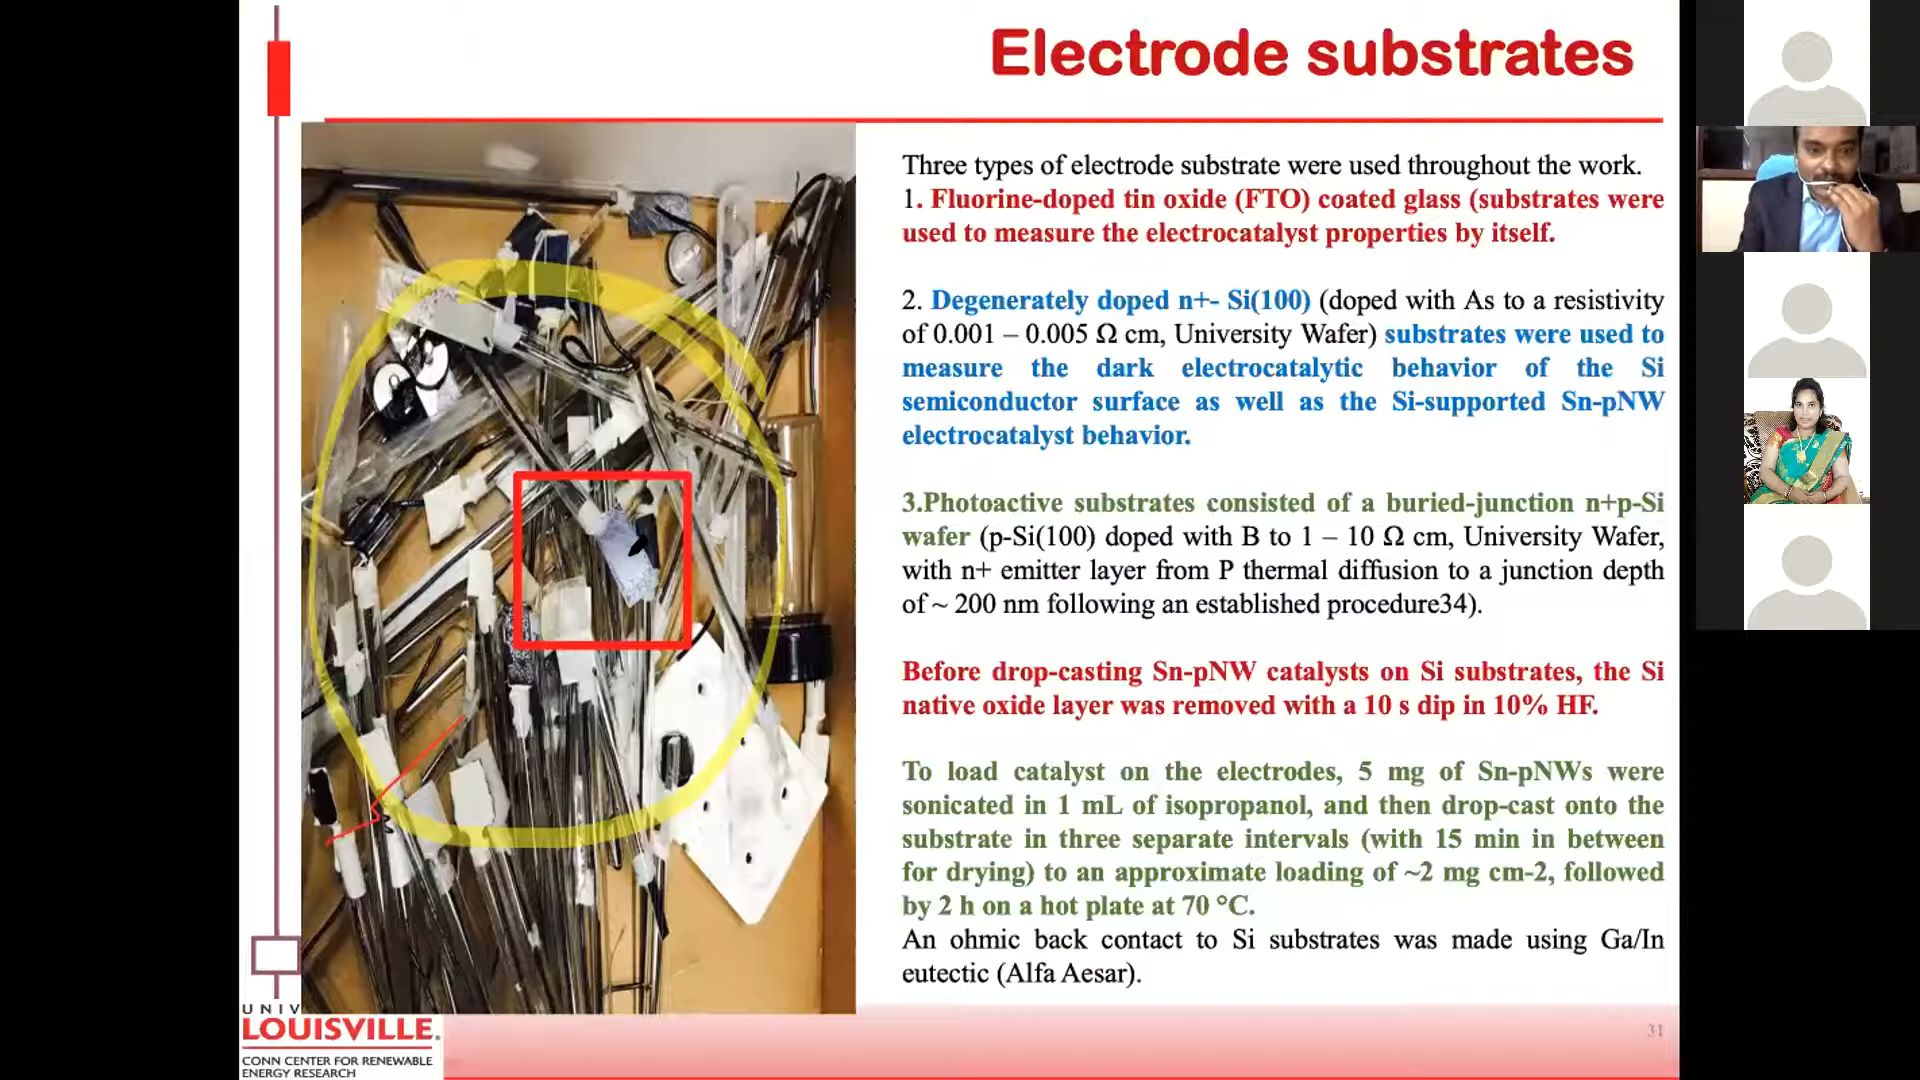 Electrode substrates
Three types of electrode substrate were used throughout the work.
1. Fluorine-doped tin oxide (FTO) coated glass (substrates were
used to measure the electrocatalyst properties by itself.
2. Degenerately doped n+- Si(100) (doped with As to a resistivity
of 0.001 – 0.005 Ω cm, University Wafer) substrates were used to
measure the dark electrocatalytic behavior of the Si
semiconductor surface as well as the Si-supported Sn-pNW
electrocatalyst behavior.
3.Photoactive substrates consisted of a buried-junction n+p-Si
wafer (p-Si(100) doped with B to 1 – 10 Ω cm, University Wafer,
with n+ emitter layer from P thermal diffusion to a junction depth
of ~ 200 nm following an established procedure34).
Before drop-casting Sn-pNW catalysts on Si substrates, the Si
native oxide layer was removed with a 10 s dip in 10% HF.
To load catalyst on the electrodes, 5 mg of Sn-pNWs were
sonicated in 1 mL of isopropanol, and then drop-cast onto the
substrate in three separate intervals (with 15 min in between
for drying) to an approximate loading of ~2 mg cm-2, followed
by 2 h on a hot plate at 70 °C.
An ohmic back contact to Si substrates was made using Ga/In
eutectic (Alfa Aesar).
UNIV
LOUISVILLE.
CONN CENTER FOR RENEWABLE
ENERGY RESEARCH
31